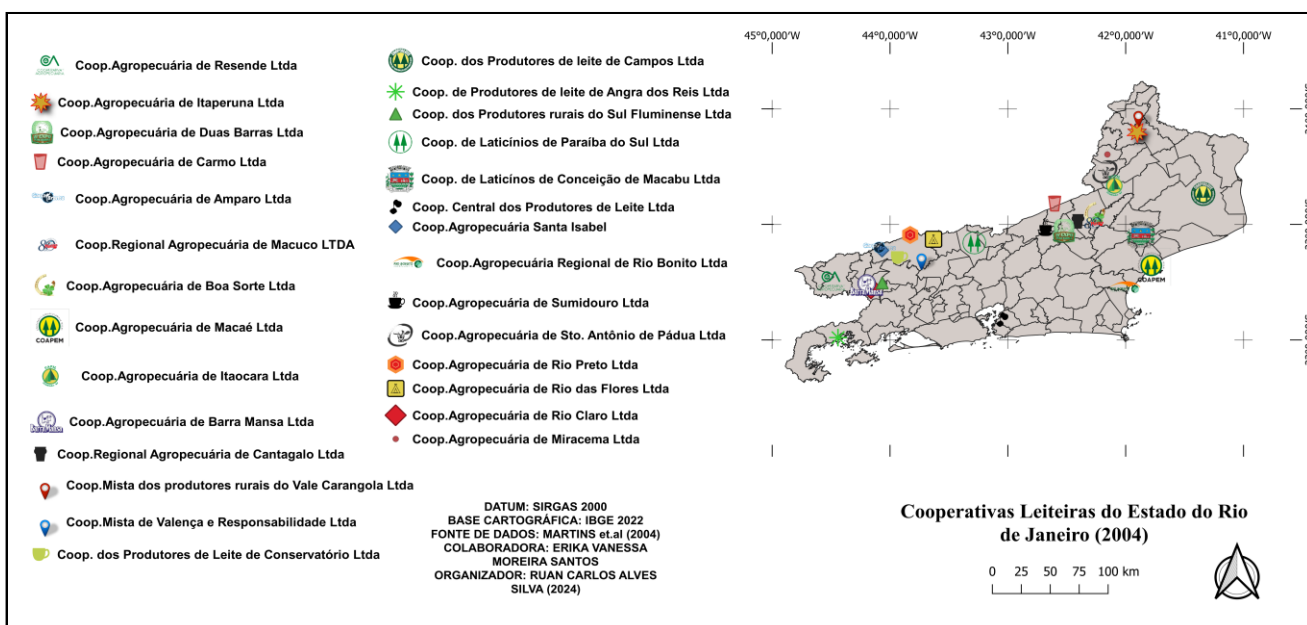 Coop.Agropecuária de Resende Ltda
Coop.Agropecuária de Itaperuna Ltda
Coop.Agropecuária de Duas Barras Ltda
Coop.Agropecuária de Carmo Ltda
Coop.Agropecuária de Amparo Ltda
Coop.Regional Agropecuária de Macuco LTDA
Coop.Agropecuária de Boa Sorte Ltda
COAPEM
Coop.Agropecuária de Macaé Ltda
Coop.Agropecuária de Itaocara Ltda
Coop.Agropecuária de Barra Mansa Ltda
Coop.Regional Agropecuária de Cantagalo Ltda
Coop.Mista dos produtores rurais do Vale Carangola Ltda
Coop.Mista de Valença e Responsabilidade Ltda
Coop. dos Produtores de Leite de Conservatório Ltda
Coop. dos Produtores de leite de Campos Ltda
Coop. de Produtores de leite de Angra dos Reis Ltda
Coop. dos Produtores rurais do Sul Fluminense Ltda
Coop. de Laticínios de Paraíba do Sul Ltda
Coop. de Laticínos de Conceição de Macabu Ltda
Coop. Central dos Produtores de Leite Ltda
Coop.Agropecuária Santa Isabel
Coop.Agropecuária Regional de Rio Bonito Ltda
Coop.Agropecuária de Sumidouro Ltda
Coop.Agropecuária de Sto. Antônio de Pádua Ltda
Coop.Agropecuária de Rio Preto Ltda
Coop.Agropecuária de Rio das Flores Ltda
Coop.Agropecuária de Rio Claro Ltda
Coop.Agropecuária de Miracema Ltda
DATUM: SIRGAS 2000
BASE CARTOGRÁFICA: IBGE 2022
FONTE DE DADOS: MARTINS et.al (2004)
COLABORADORA: ERIKA VANESSA
MOREIRA SANTOS
ORGANIZADOR: RUAN CARLOS ALVES
SILVA (2024)
45°0,000'W 44°0,000'W 43°0,000'W 42°0,000'W 41°0,000'W
COAPEM
Cooperativas Leiteiras do Estado do Rio
de Janeiro (2004)
0 25 50 75 100 km